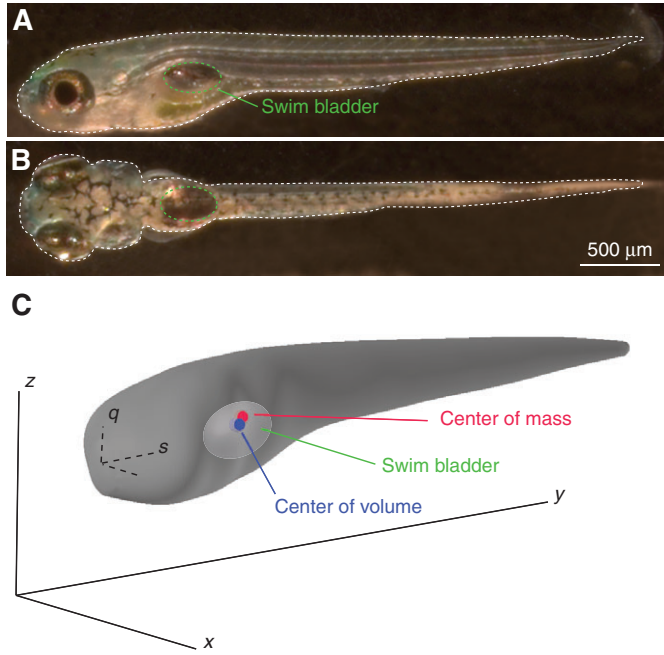 A
Swim bladder
B
500 µm
C
z
q
s
Center of mass
Swim bladder
Center of volume
y
x